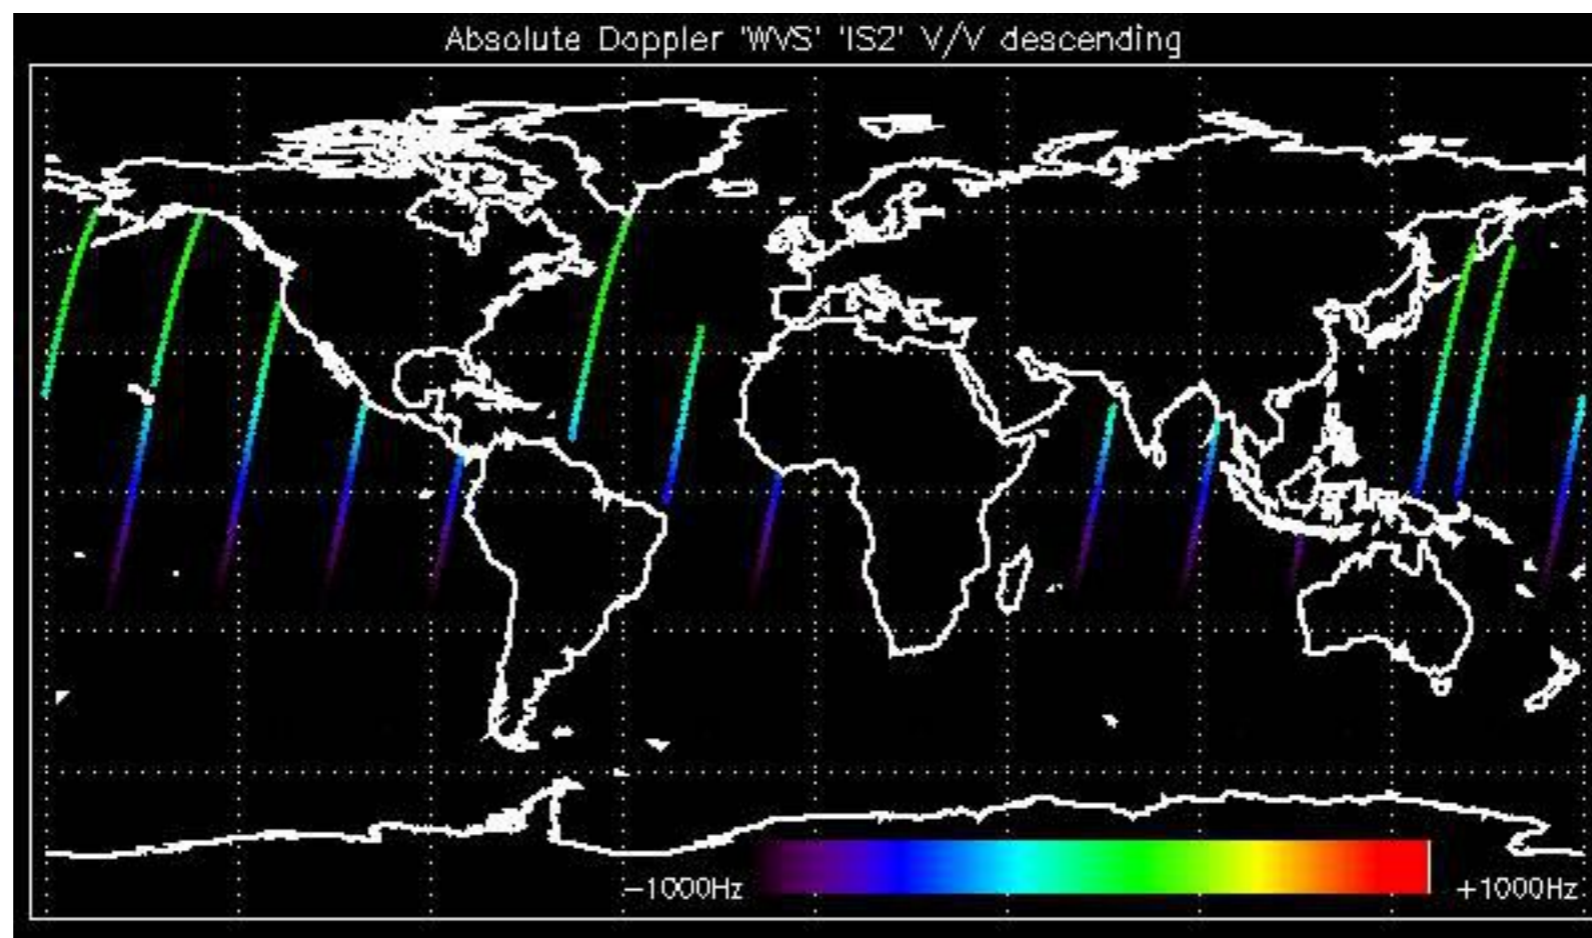 Absolute Doppler 'WVS' 'IS2' V/V descending
−1000Hz
+1000Hz